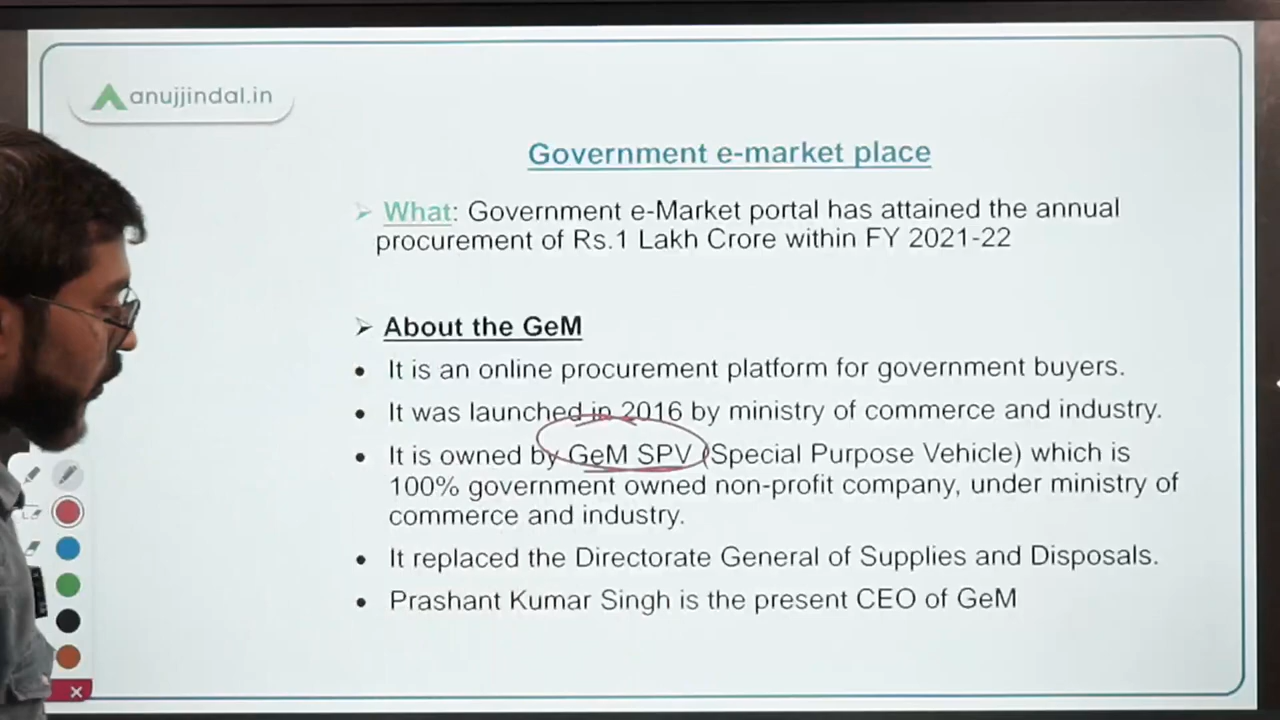 anujjindal.in
Government e-market place
What: Government e-Market portal has attained the annual
procurement of Rs.1 Lakh Crore within FY 2021-22
About the GeM
It is an online procurement platform for government buyers.
It was launched in 2016 by ministry of commerce and industry.
It is owned by GeM SPV (Special Purpose Vehicle) which is
100% government owned non-profit company, under ministry of
commerce and industry.
It replaced the Directorate General of Supplies and Disposals.
Prashant Kumar Singh is the present CEO of GeM